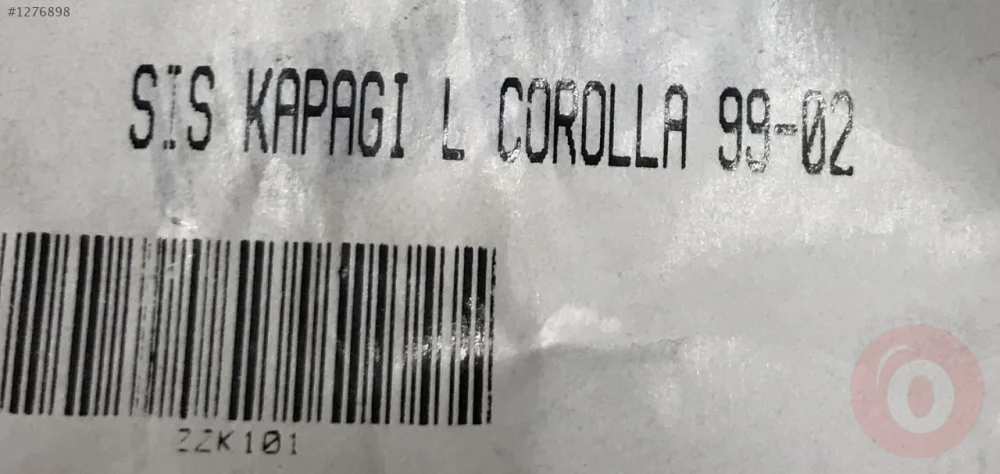 #1276898
SİS KAPAGI L COROLLA 99-02
ZZK101